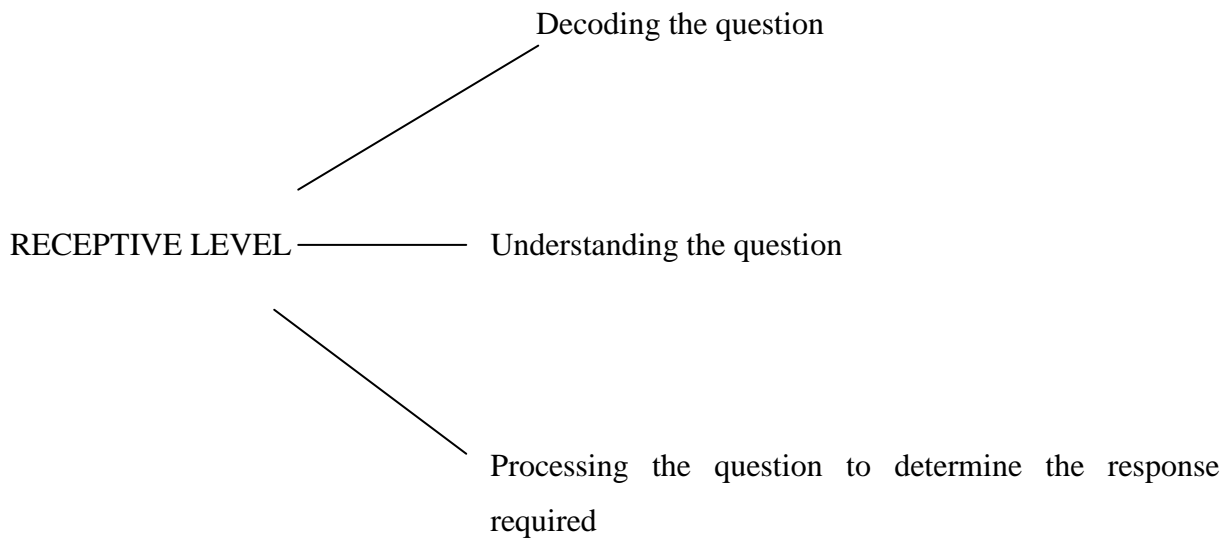 Decoding the question
RECEPTIVE LEVEL
Understanding the question
Processing the question to determine the response
required